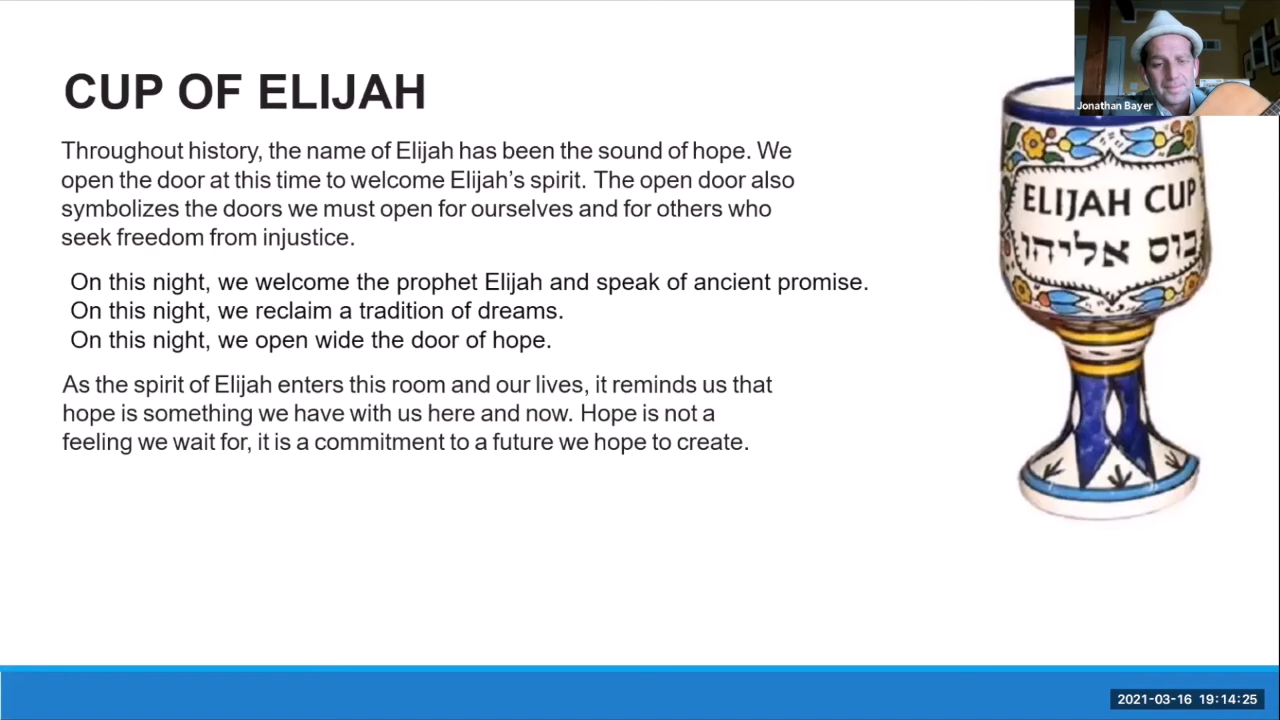 CUP OF ELIJAH
Throughout history, the name of Elijah has been the sound of hope. We
open the door at this time to welcome Elijah’s spirit. The open door also
symbolizes the doors we must open for ourselves and for others who
seek freedom from injustice.
On this night, we welcome the prophet Elijah and speak of ancient promise.
On this night, we reclaim a tradition of dreams.
On this night, we open wide the door of hope.
As the spirit of Elijah enters this room and our lives, it reminds us that
hope is something we have with us here and now. Hope is not a
feeling we wait for, it is a commitment to a future we hope to create.
Jonathan Bayer
ELIJAH CUP
כוס אליהו
2021-03-16 19:14:25